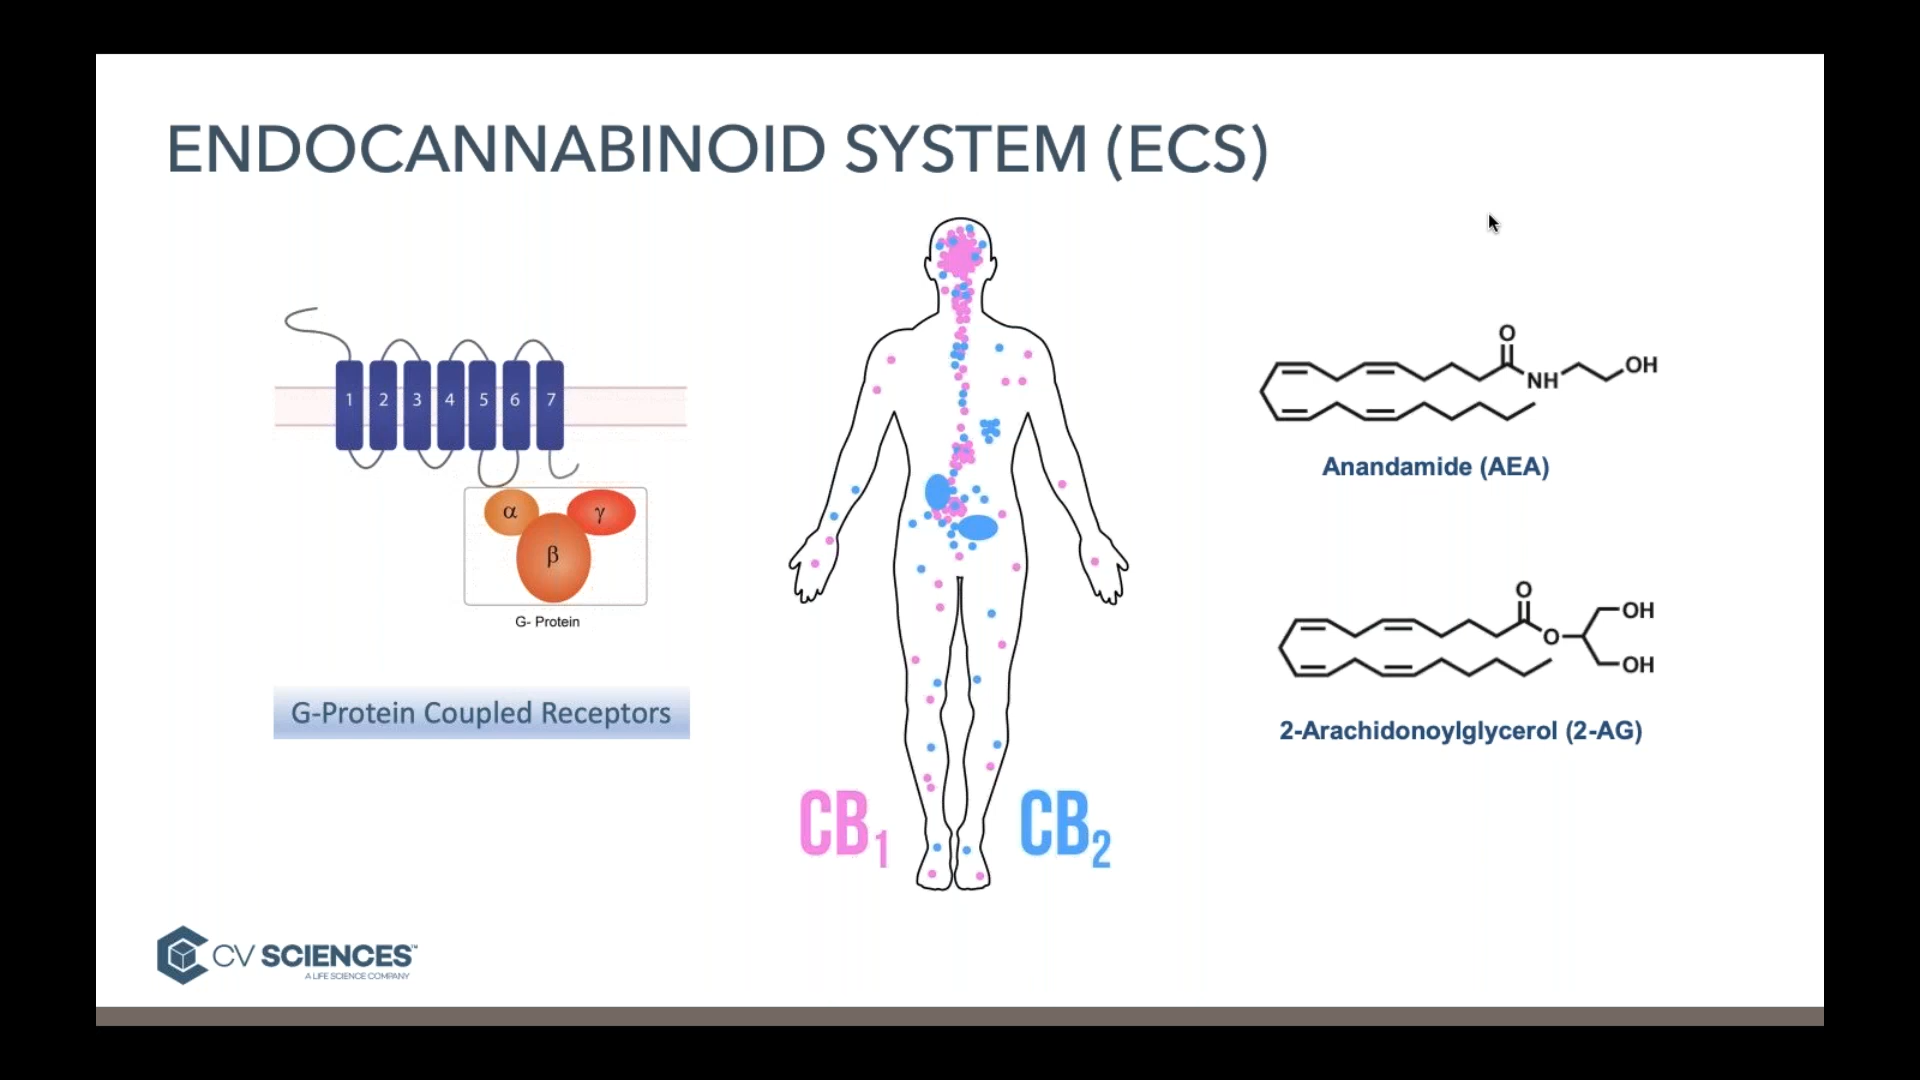 ENDOCANNABINOID SYSTEM (ECS)
1 2 3 4 5 6 7
α γ
β
G- Protein
G-Protein Coupled Receptors
CB₁ CB₂
O
NH
OH
Anandamide (AEA)
O
O
OH
OH
2-Arachidonoylglycerol (2-AG)
CV SCIENCES™
A LIFE SCIENCE COMPANY